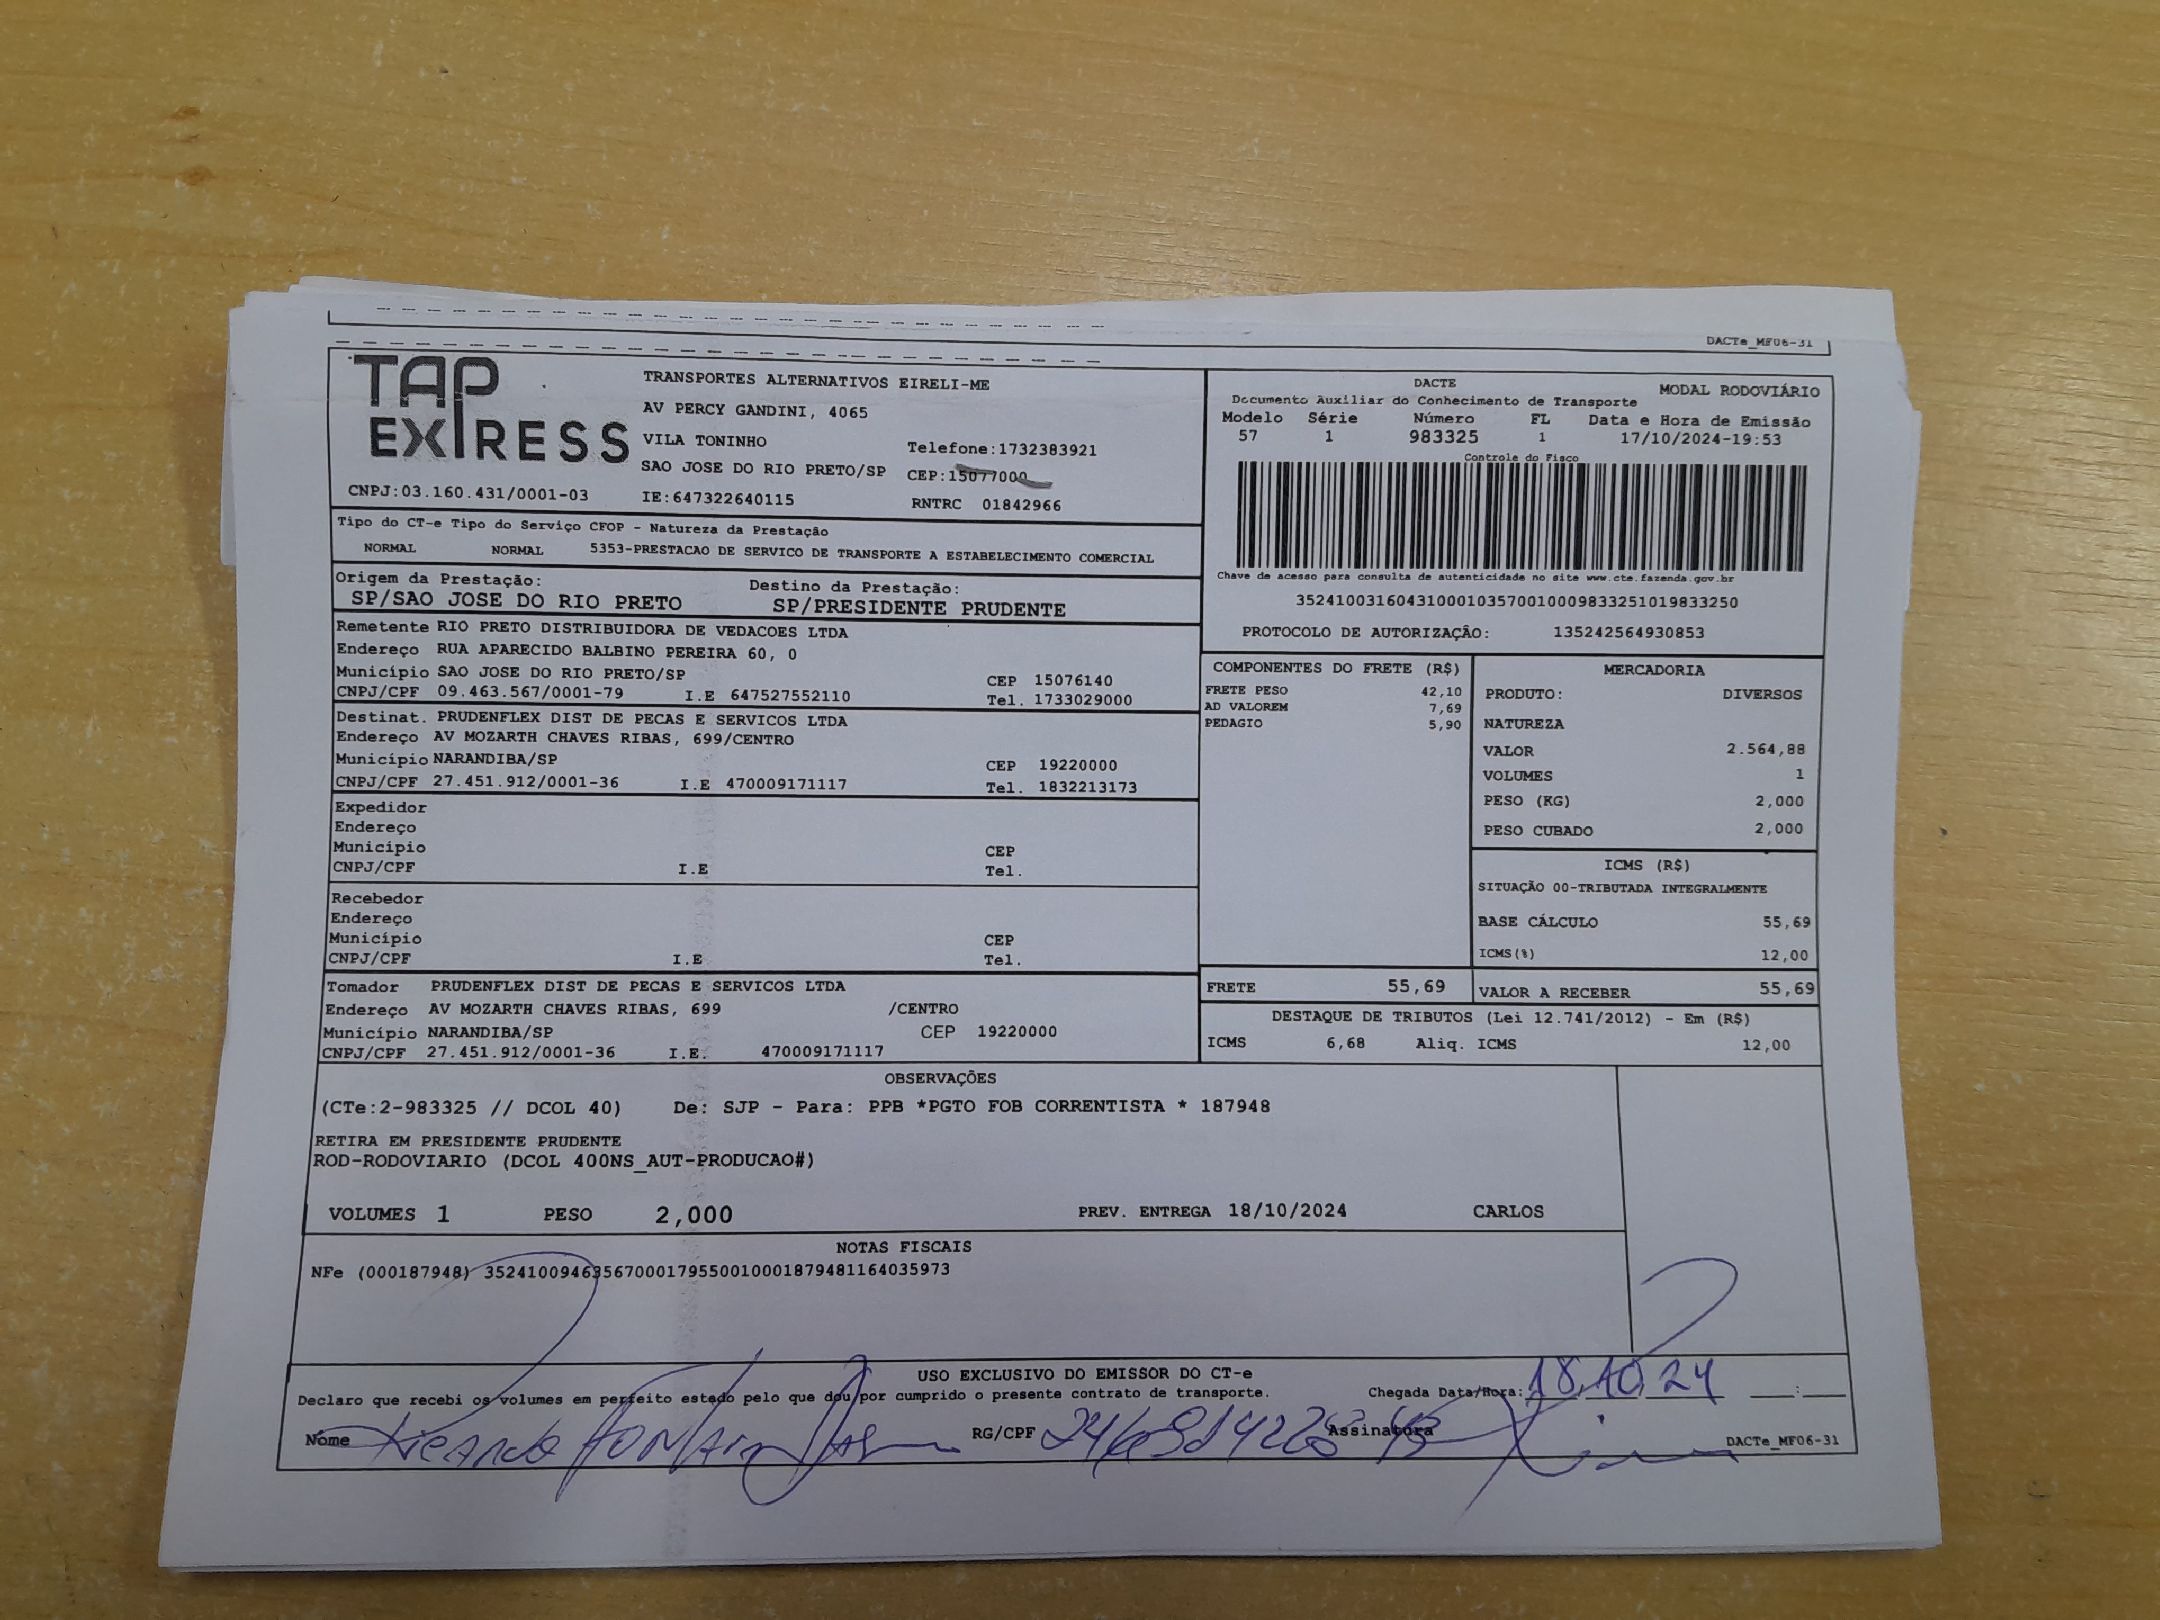 DACTe_MF06-31
TAP EXPRESS
TRANSPORTES ALTERNATIVOS EIRELI-ME
AV PERCY GANDINI, 4065
VILA TONINHO Telefone:1732383921
SAO JOSE DO RIO PRETO/SP CEP:15077000
CNPJ:03.160.431/0001-03 IE:647322640115 RNTRC 01842966
DACTE MODAL RODOVIÁRIO
Documento Auxiliar do Conhecimento de Transporte
Modelo Série Número FL Data e Hora de Emissão
57 1 983325 1 17/10/2024-19:53
Controle do Fisco
Chave de acesso para consulta de autenticidade no site www.cte.fazenda.gov.br
35241003160431000103570010009833251019833250
PROTOCOLO DE AUTORIZAÇÃO: 135242564930853
Tipo do CT-e Tipo do Serviço CFOP - Natureza da Prestação
NORMAL NORMAL 5353-PRESTACAO DE SERVICO DE TRANSPORTE A ESTABELECIMENTO COMERCIAL
Origem da Prestação: Destino da Prestação:
SP/SAO JOSE DO RIO PRETO SP/PRESIDENTE PRUDENTE
Remetente RIO PRETO DISTRIBUIDORA DE VEDACOES LTDA
Endereço RUA APARECIDO BALBINO PEREIRA 60, 0
Município SAO JOSE DO RIO PRETO/SP CEP 15076140
CNPJ/CPF 09.463.567/0001-79 I.E 647527552110 Tel. 1733029000
Destinat. PRUDENFLEX DIST DE PECAS E SERVICOS LTDA
Endereço AV MOZARTH CHAVES RIBAS, 699/CENTRO
Município NARANDIBA/SP CEP 19220000
CNPJ/CPF 27.451.912/0001-36 I.E 470009171117 Tel. 1832213173
Expedidor
Endereço
Município CEP
CNPJ/CPF I.E Tel.
Recebedor
Endereço
Município CEP
CNPJ/CPF I.E Tel.
Tomador PRUDENFLEX DIST DE PECAS E SERVICOS LTDA
Endereço AV MOZARTH CHAVES RIBAS, 699 /CENTRO
Município NARANDIBA/SP CEP 19220000
CNPJ/CPF 27.451.912/0001-36 I.E. 470009171117
COMPONENTES DO FRETE (R$)
FRETE PESO 42,10
AD VALOREM 7,69
PEDAGIO 5,90
MERCADORIA
PRODUTO: DIVERSOS
NATUREZA
VALOR 2.564,88
VOLUMES 1
PESO (KG) 2,000
PESO CUBADO 2,000
ICMS (R$)
SITUAÇÃO 00-TRIBUTADA INTEGRALMENTE
BASE CÁLCULO 55,69
ICMS(%) 12,00
FRETE 55,69 VALOR A RECEBER 55,69
DESTAQUE DE TRIBUTOS (Lei 12.741/2012) - Em (R$)
ICMS 6,68 Aliq. ICMS 12,00
OBSERVAÇÕES
(CTe:2-983325 // DCOL 40) De: SJP - Para: PPB *PGTO FOB CORRENTISTA * 187948
RETIRA EM PRESIDENTE PRUDENTE
ROD-RODOVIARIO (DCOL 400NS_AUT-PRODUCAO#)
VOLUMES 1 PESO 2,000 PREV. ENTREGA 18/10/2024 CARLOS
NOTAS FISCAIS
NFe (000187948) 35241009463567000179550010001879481164035973
USO EXCLUSIVO DO EMISSOR DO CT-e
Declaro que recebi os volumes em perfeito estado pelo que dou por cumprido o presente contrato de transporte. Chegada Data/Hora: 18.10.24 :
Nome Ricardo RG/CPF Assinatura
DACTe_MF06-31